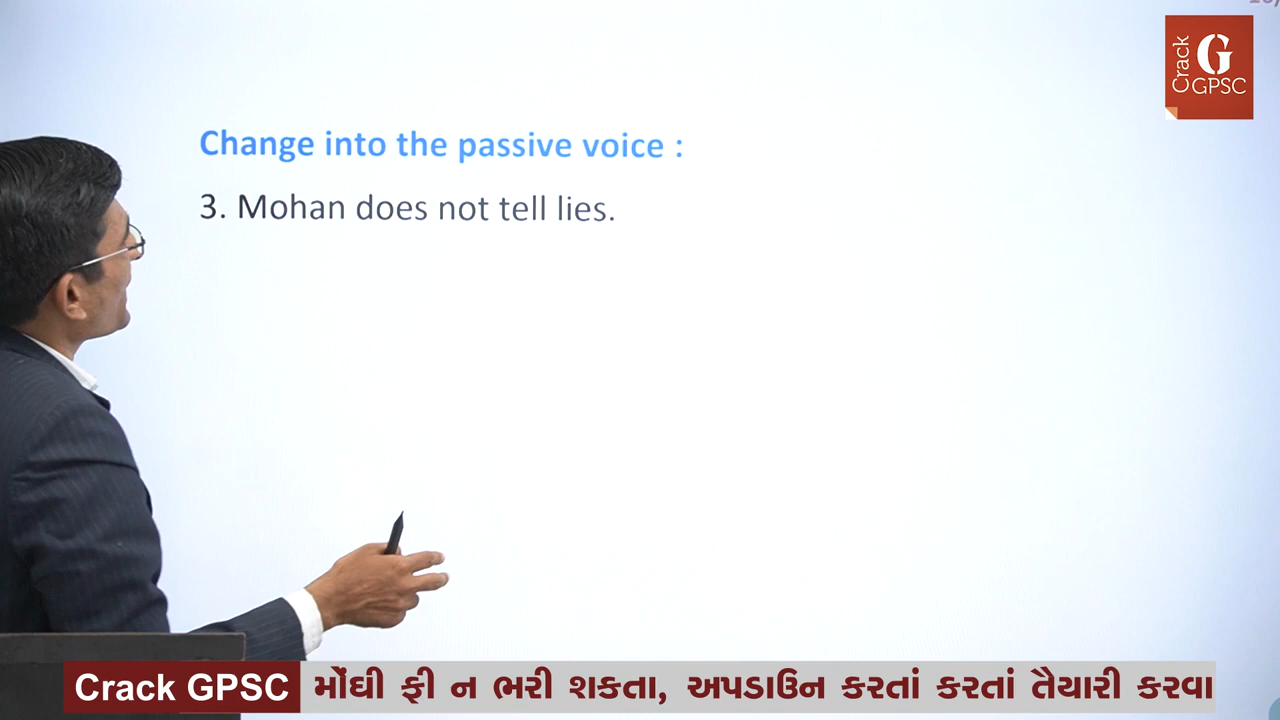 Crack
G
GPSC
Change into the passive voice :
3. Mohan does not tell lies.
Crack GPSC મોંઘી ફી ન ભરી શકતા, અપડાઉન કરતાં કરતાં તૈયારી કરવા